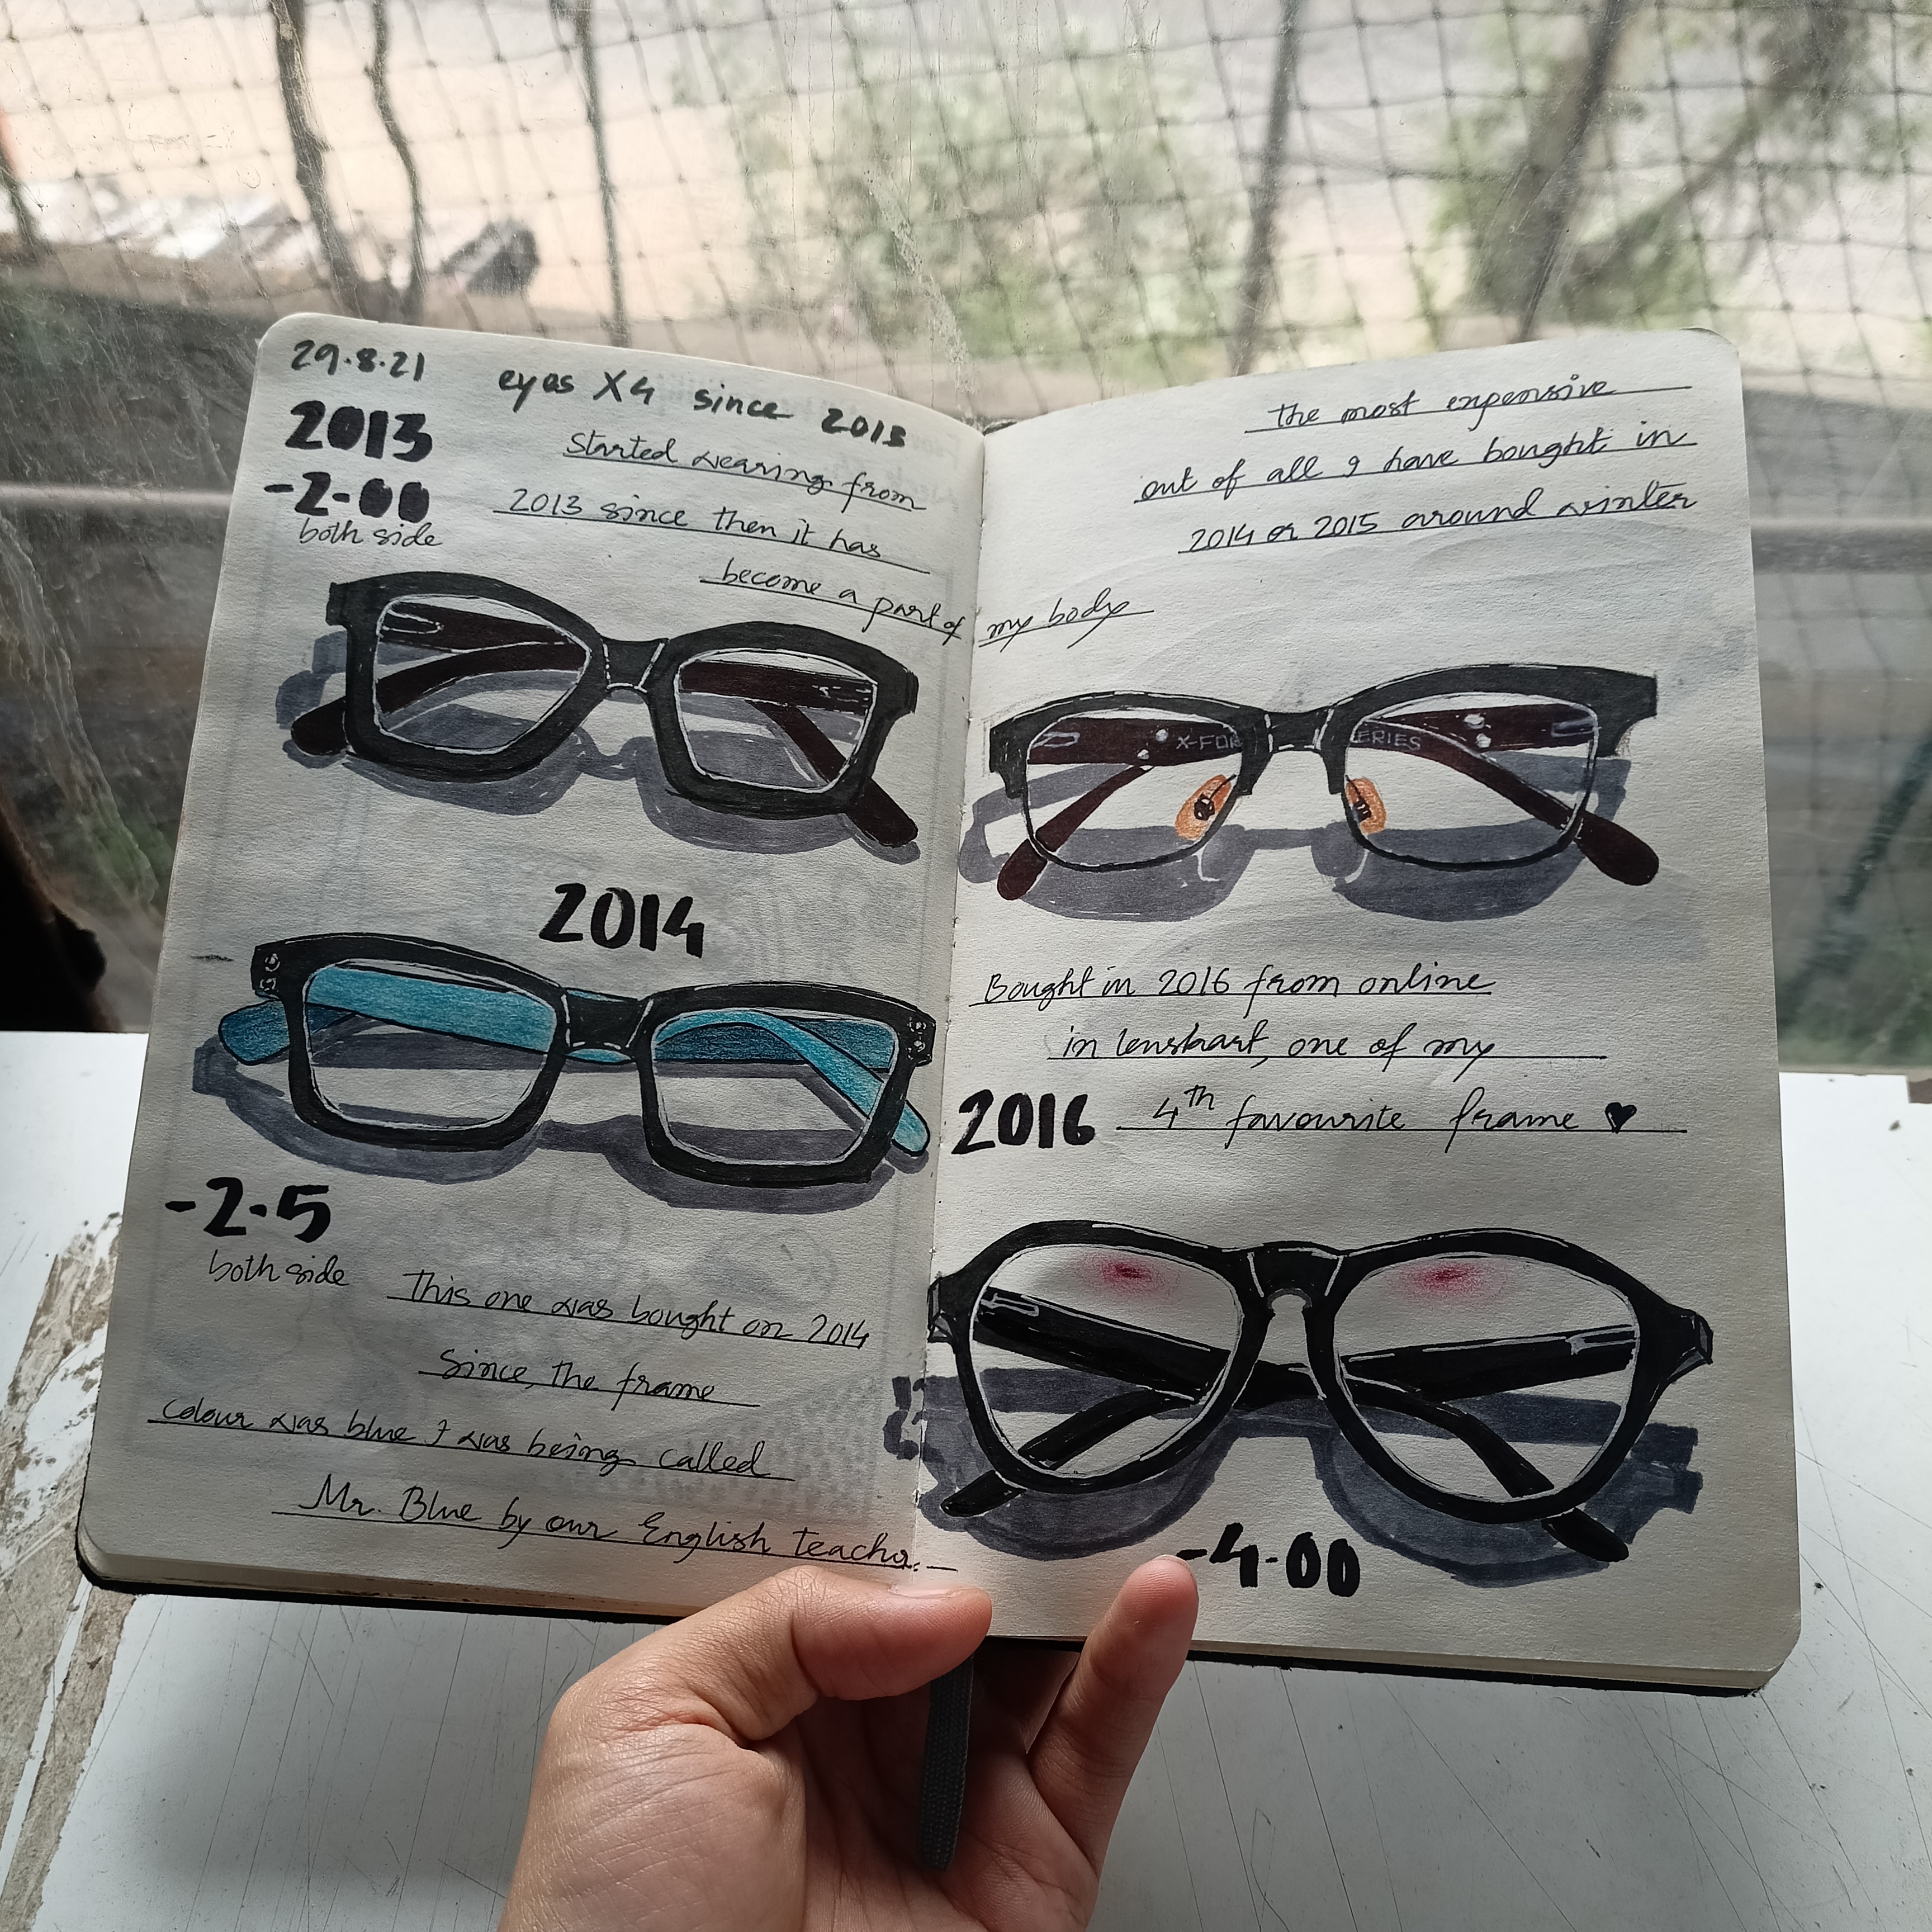 29.8.21
eyes X4 since 2013
2013
-2.00
both side
Started wearing from
2013 since then it has
become a part of my body
2014
-2.5
both side
This one was bought on 2014
Since, the frame
colour was blue I was being called
Mr. Blue by our English teacher.
the most expensive
out of all I have bought in
2014 or 2015 around winter
X-FOR ERIES
Bought in 2016 from online
in lenskart, one of my
2016 4th favourite frame ♥
-4.00